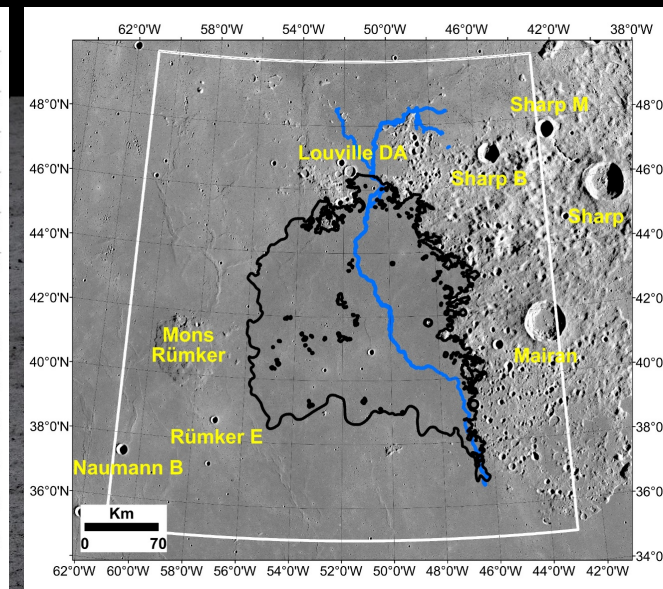 62°0'W 58°0'W 54°0'W 50°0'W 46°0'W 42°0'W 38°0'W
48°0'N
46°0'N
44°0'N
42°0'N
40°0'N
38°0'N
36°0'N
34°0'N
Sharp M
Louville DA
Sharp B
Sharp
Mons
Rümker
Mairan
Rümker E
Naumann B
Km
0 70
48°0'
46°0'
44°0'
42°0'
40°0'
38°0'
36°0'
34°0'
62°0'W 60°0'W 58°0'W 56°0'W 54°0'W 52°0'W 50°0'W 48°0'W 46°0'W 44°0'W 42°0'W 41°0